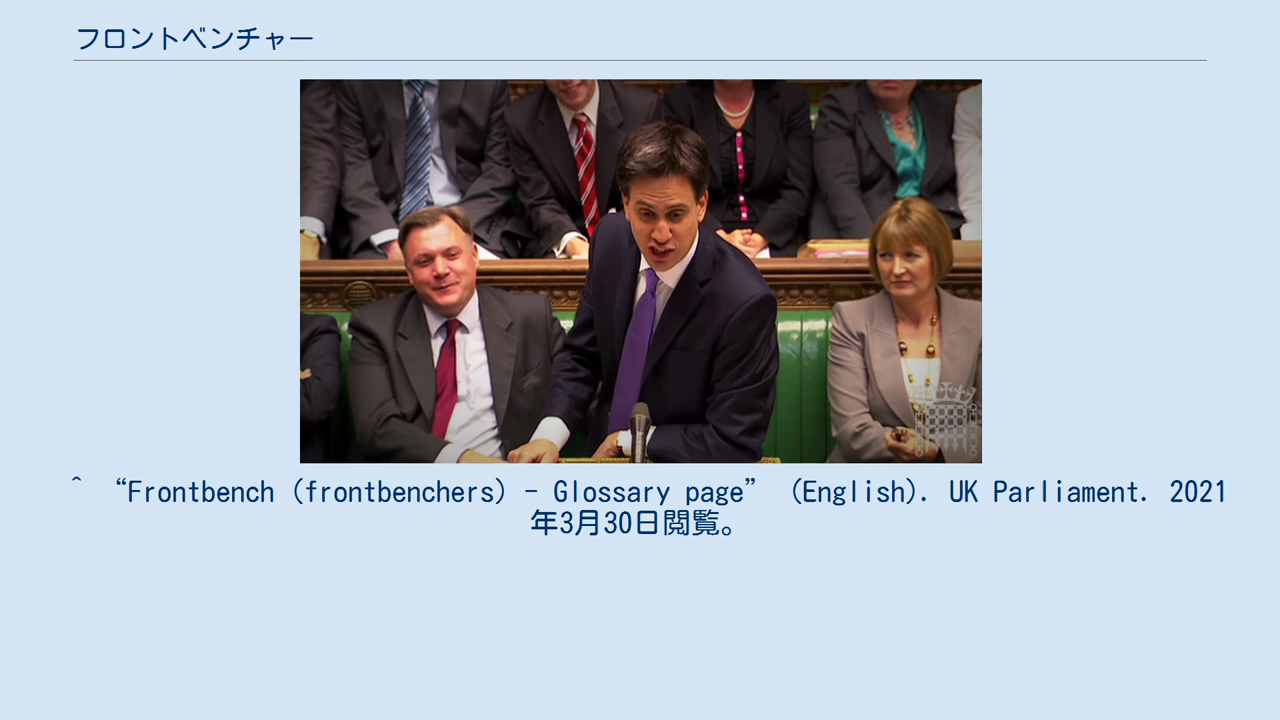 フロントベンチャー
^ “Frontbench (frontbenchers) - Glossary page” (English). UK Parliament. 2021
年3月30日閲覧。